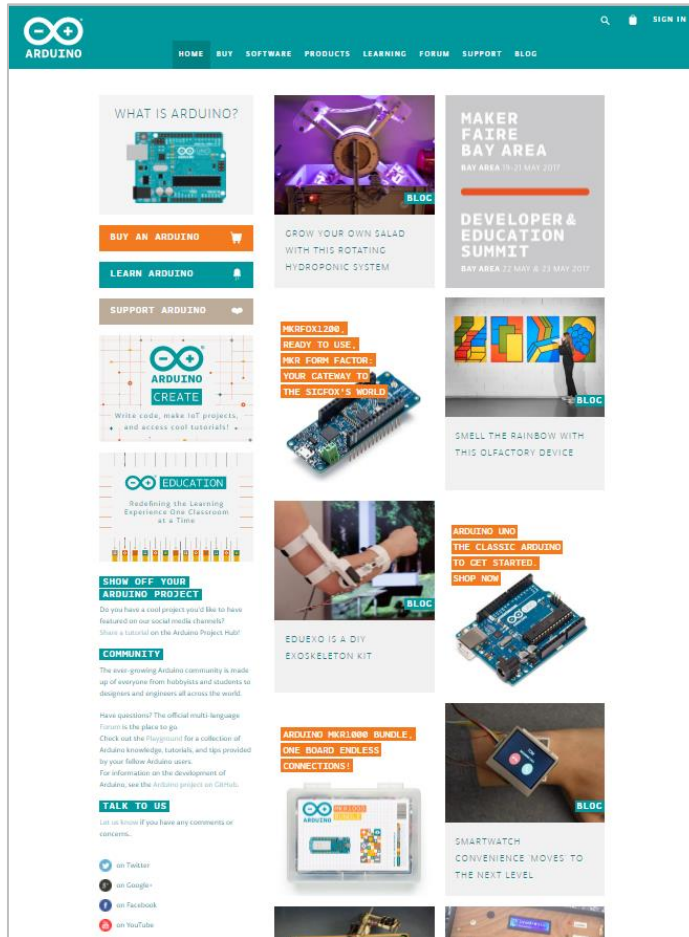 ARDUINO
SIGN IN
HOME BUY SOFTWARE PRODUCTS LEARNING FORUM SUPPORT BLOG
WHAT IS ARDUINO?
BUY AN ARDUINO
LEARN ARDUINO
SUPPORT ARDUINO
ARDUINO
CREATE
Write code, make IoT projects,
and access cool tutorials!
EDUCATION
Redefining the Learning
Experience One Classroom
at a Time
SHOW OFF YOUR
ARDUINO PROJECT
Do you have a cool project you'd like to have
featured on our social media channels?
Share a tutorial on the Arduino Project Hub!
COMMUNITY
The ever-growing Arduino community is made
up of everyone from hobbyists and students to
designers and engineers all across the world.
Have questions? The official multi-language
Forum is the place to go
Check out the Playground for a collection of
Arduino knowledge, tutorials, and tips provided
by your fellow Arduino users
For information on the development of
Arduino, see the Arduino project on GitHub.
TALK TO US
Let us know if you have any comments or
concerns.
on Twitter
on Google+
on Facebook
on YouTube
BLOG
GROW YOUR OWN SALAD
WITH THIS ROTATING
HYDROPONIC SYSTEM
MKRFOX1200,
READY TO USE,
MKR FORM FACTOR:
YOUR GATEWAY TO
THE SIGFOX'S WORLD
BLOG
EDUEXO IS A DIY
EXOSKELETON KIT
ARDUINO MKR1000 BUNDLE,
ONE BOARD ENDLESS
CONNECTIONS!
ARDUINO
MKR1000
BUNDLE
MAKER
FAIRE
BAY AREA
BAY AREA 19-21 MAY 2017
DEVELOPER &
EDUCATION
SUMMIT
BAY AREA 22 MAY & 23 MAY 2017
BLOG
SMELL THE RAINBOW WITH
THIS OLFACTORY DEVICE
ARDUINO UNO
THE CLASSIC ARDUINO
TO GET STARTED.
SHOP NOW
BLOG
SMARTWATCH
CONVENIENCE 'MOVES' TO
THE NEXT LEVEL